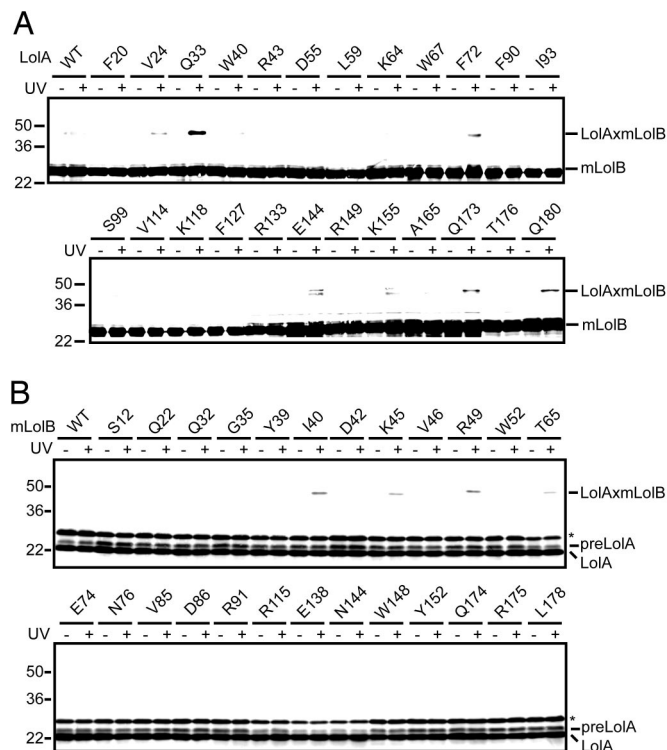 A
LolA WT F20 V24 Q33 W40 R43 D55 L59 K64 W67 F72 F90 I93
UV - + - + - + - + - + - + - + - + - + - + - + - + - +
50
LolAxmLolB
36
mLolB
22
S99 V114 K118 F127 R133 E144 R149 K155 A165 Q173 T176 Q180
UV - + - + - + - + - + - + - + - + - + - + - + - +
50
LolAxmLolB
36
mLolB
22
B
mLolB WT S12 Q22 Q32 G35 Y39 I40 D42 K45 V46 R49 W52 T65
UV - + - + - + - + - + - + - + - + - + - + - + - + - +
50
LolAxmLolB
36
*
22
preLolA
LolA
E74 N76 V85 D86 R91 R115 E138 N144 W148 Y152 Q174 R175 L178
UV - + - + - + - + - + - + - + - + - + - + - + - + - +
50
36
*
preLolA
22
LolA